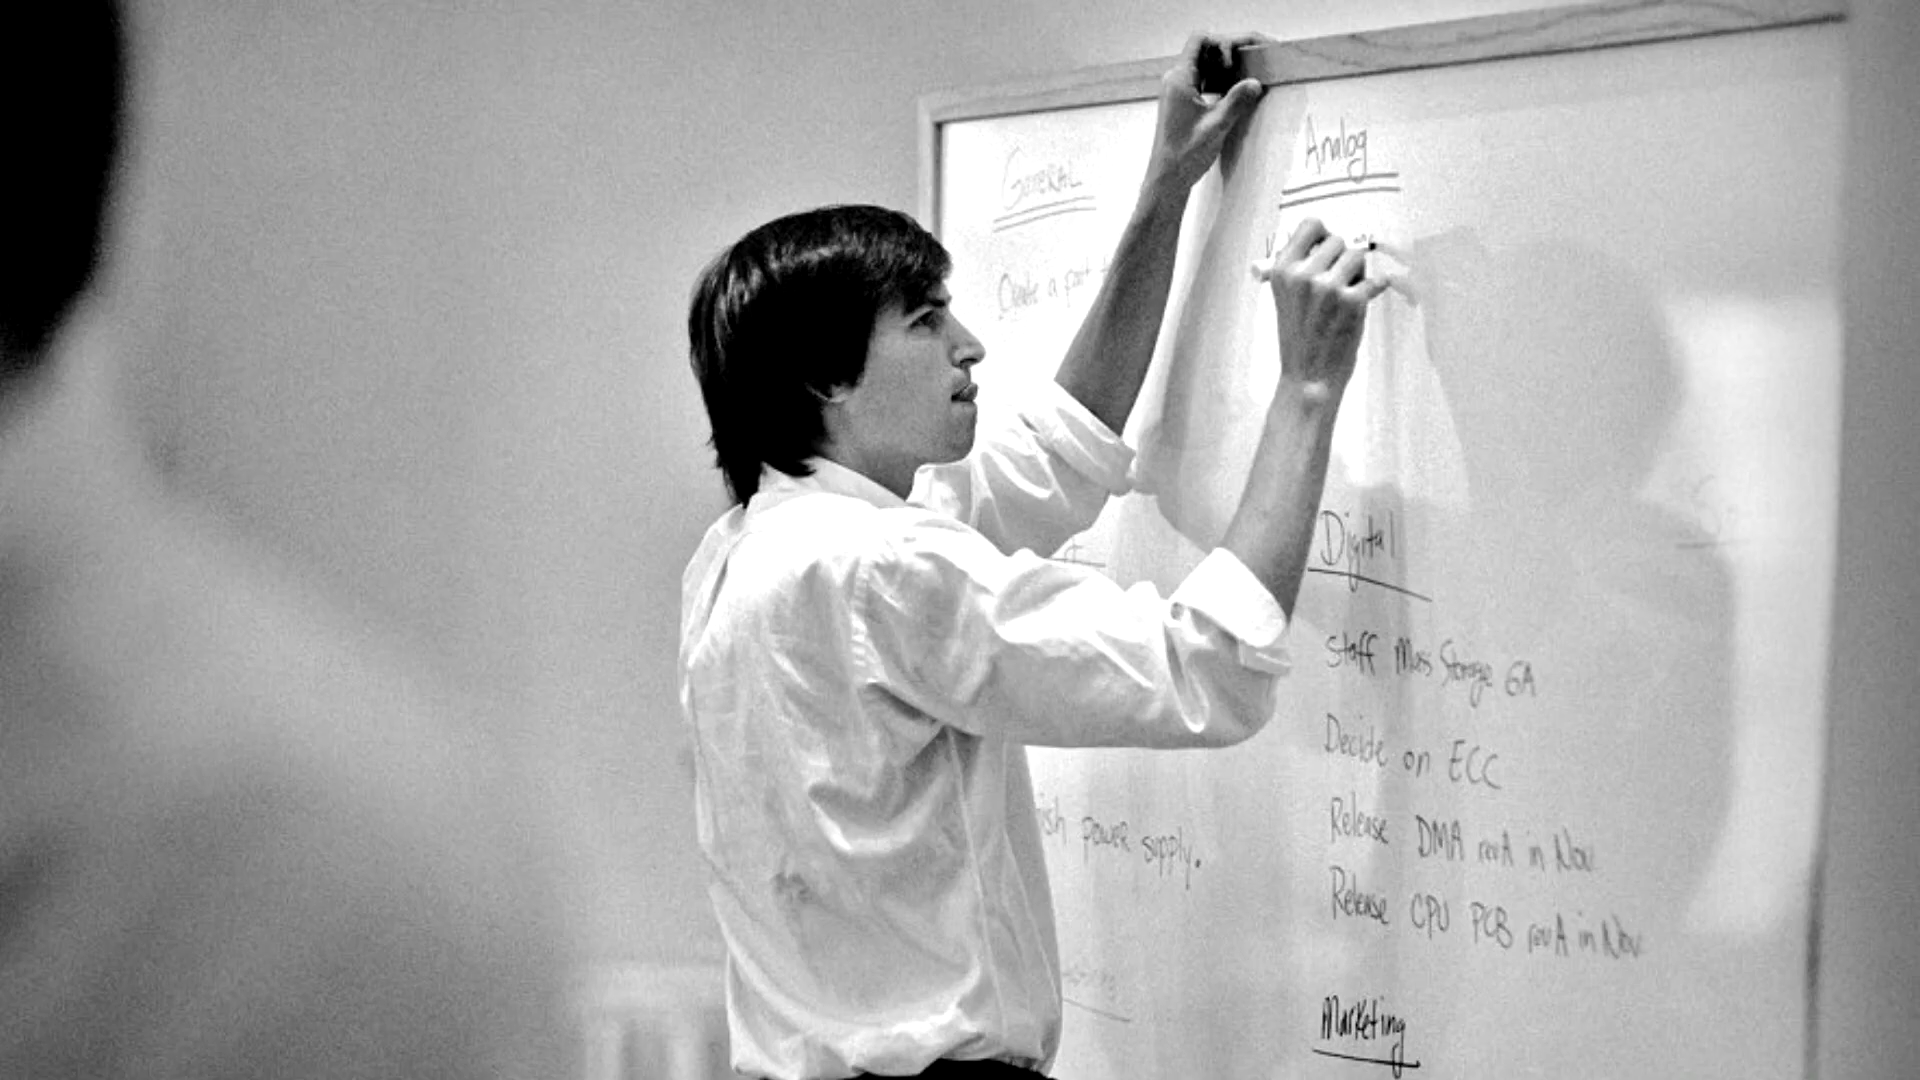 General
Create a
power supply.
Analog
Digital
Staff Mass Storage GA
Decide on ECC
Release DMA revA in Nov
Release CPU PCB revA in Nov
Marketing